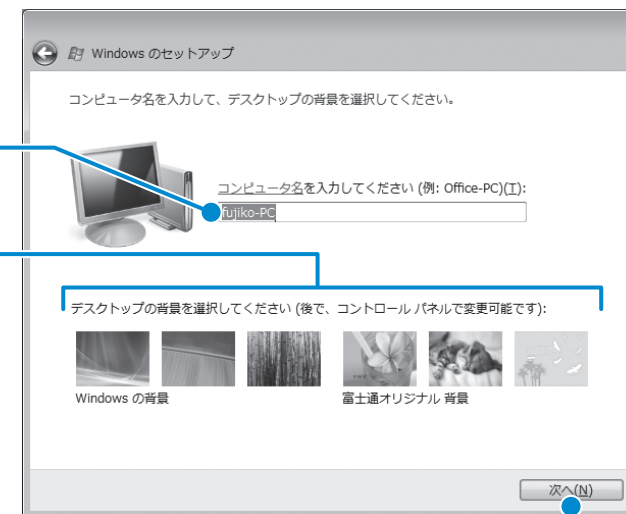 Windows のセットアップ
コンピュータ名を入力して、デスクトップの背景を選択してください。
コンピュータ名を入力してください (例: Office-PC)(T):
fujiko-PC
デスクトップの背景を選択してください (後で、コントロール パネルで変更可能です):
Windows の背景
富士通オリジナル 背景
次へ(N)